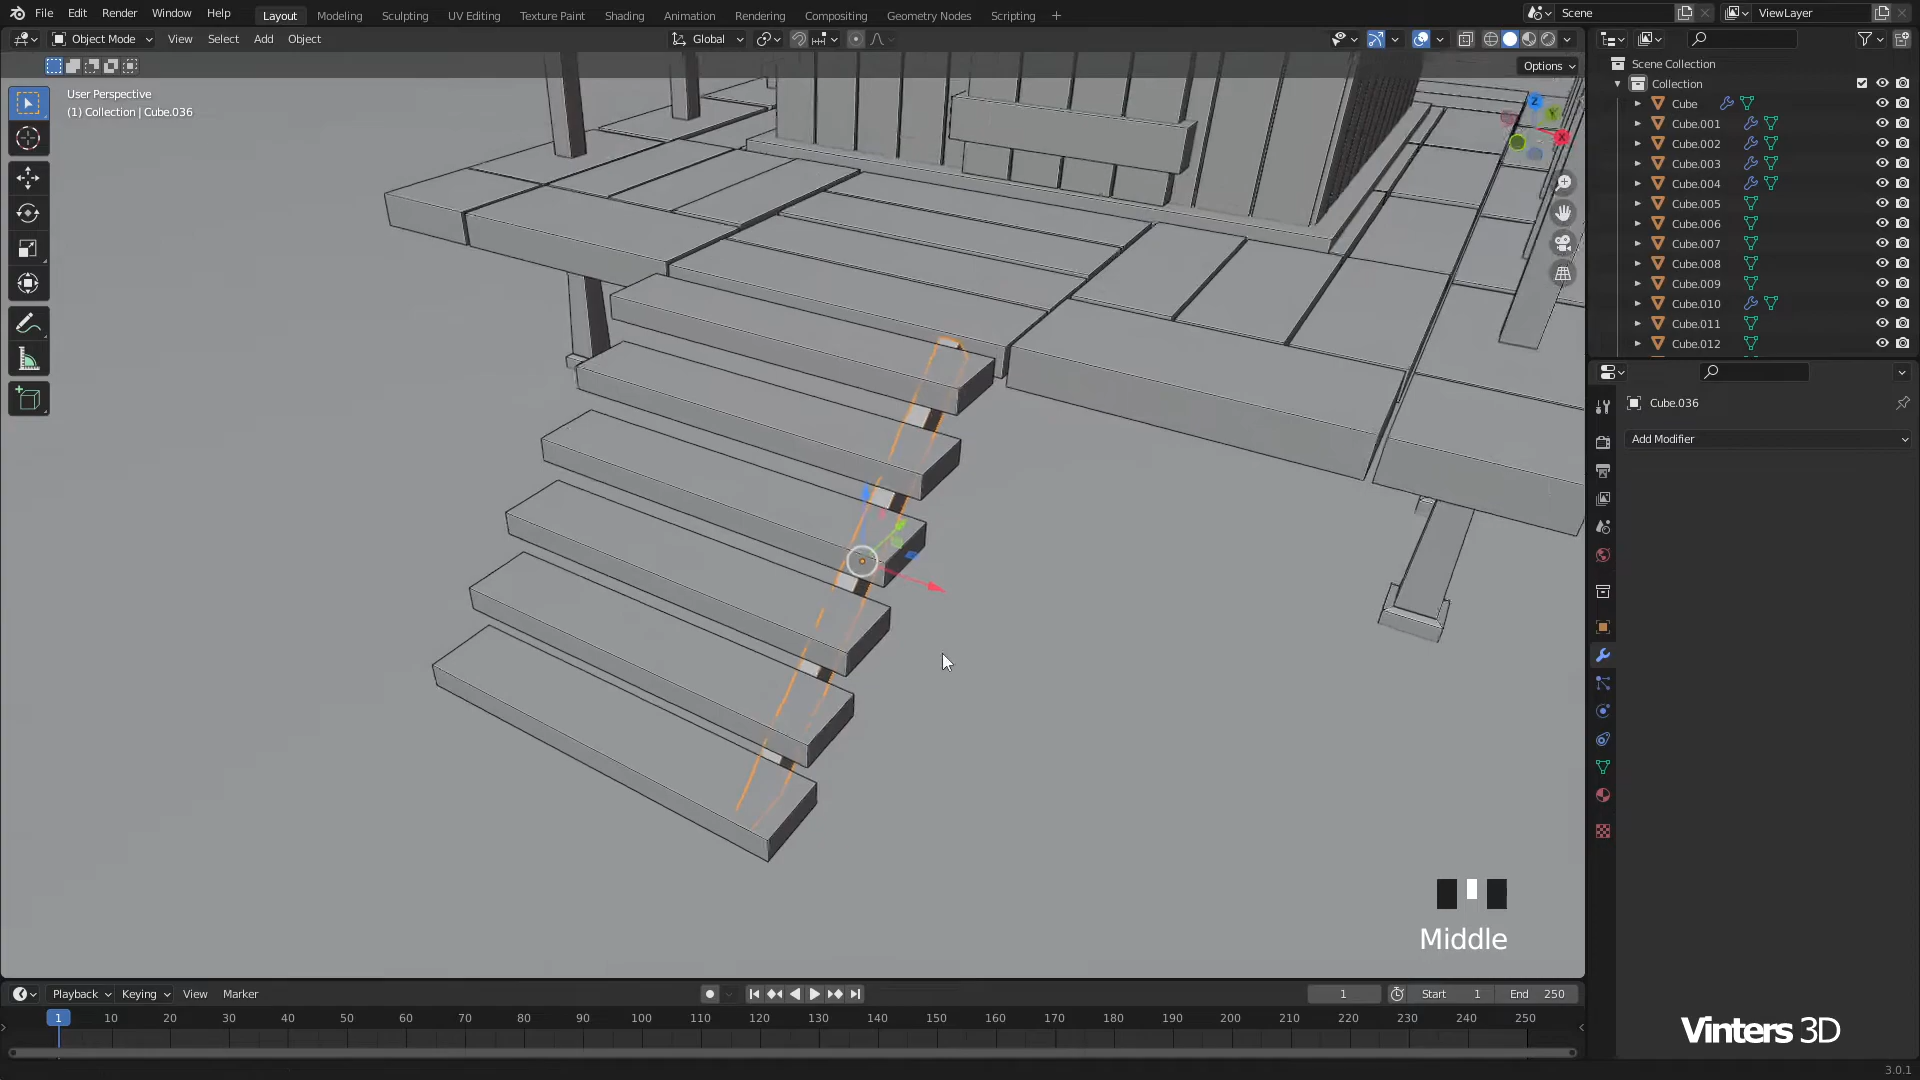 File Edit Render Window Help Layout Modeling Sculpting UV Editing Texture Paint Shading Animation Rendering Compositing Geometry Nodes Scripting + Scene ViewLayer
Object Mode View Select Add Object Global
Options
User Perspective
(1) Collection | Cube.036
Z
Y
X
Scene Collection
Collection
Cube
Cube.001
Cube.002
Cube.003
Cube.004
Cube.005
Cube.006
Cube.007
Cube.008
Cube.009
Cube.010
Cube.011
Cube.012
Cube.036
Add Modifier
Middle
Playback Keying View Marker 1 Start 1 End 250
1 10 20 30 40 50 60 70 80 90 100 110 120 130 140 150 160 170 180 190 200 210 220 230 240 250
Vinters 3D
3.0.1